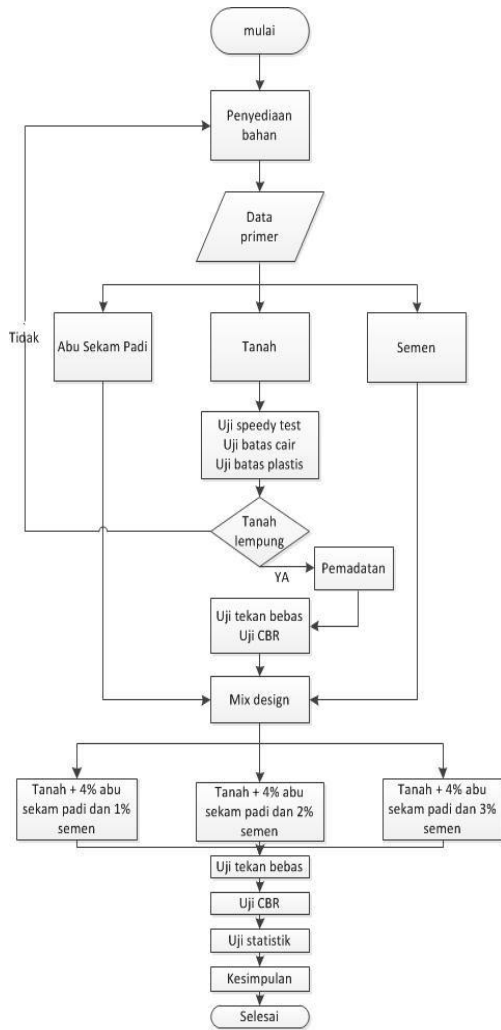 mulai
Penyediaan
bahan
Data
primer
Tidak
Abu Sekam Padi
Tanah
Semen
Uji speedy test
Uji batas cair
Uji batas plastis
Tanah
lempung
YA
Pemadatan
Uji tekan bebas
Uji CBR
Mix design
Tanah + 4% abu
sekam padi dan 1%
semen
Tanah + 4% abu
sekam padi dan 2%
semen
Tanah + 4% abu
sekam padi dan 3%
semen
Uji tekan bebas
Uji CBR
Uji statistik
Kesimpulan
Selesai